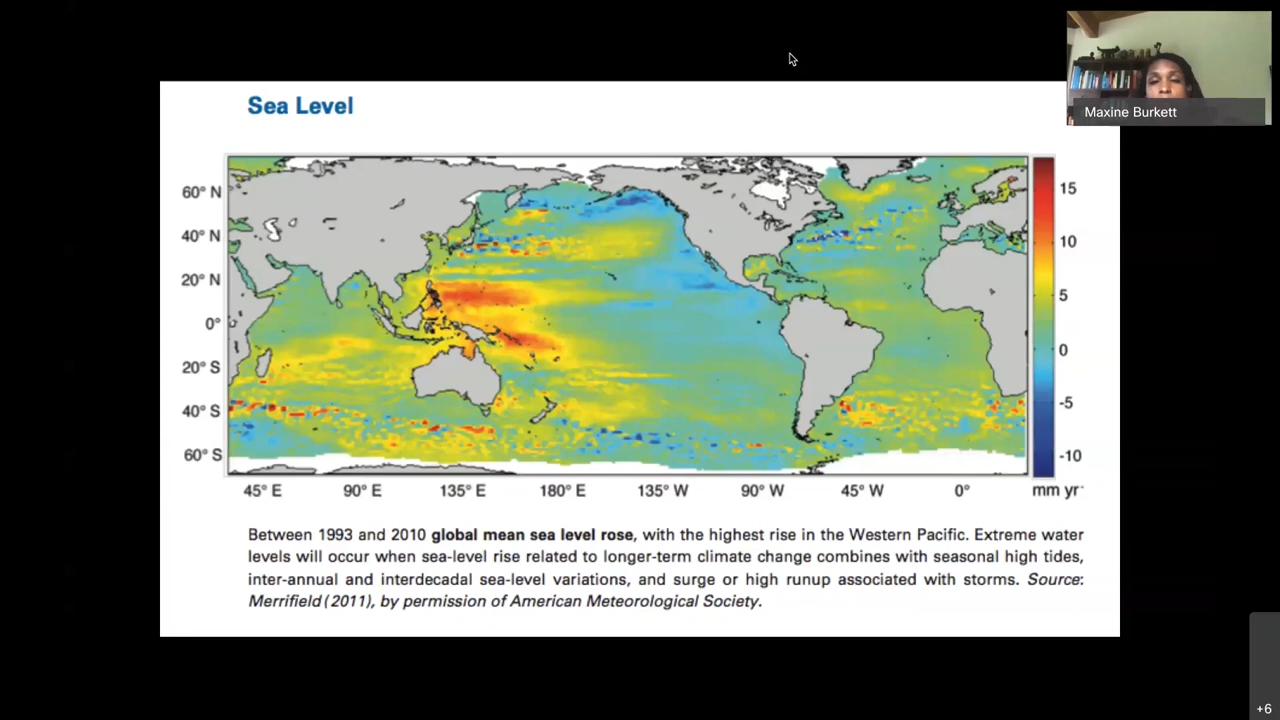 Maxine Burkett
Sea Level
60° N
40° N
20° N
0°
20° S
40° S
60° S
45° E 90° E 135° E 180° E 135° W 90° W 45° W 0°
15
10
5
0
-5
-10
mm yr-
Between 1993 and 2010 global mean sea level rose, with the highest rise in the Western Pacific. Extreme water
levels will occur when sea-level rise related to longer-term climate change combines with seasonal high tides,
inter-annual and interdecadal sea-level variations, and surge or high runup associated with storms. Source:
Merrifield (2011), by permission of American Meteorological Society.
+6